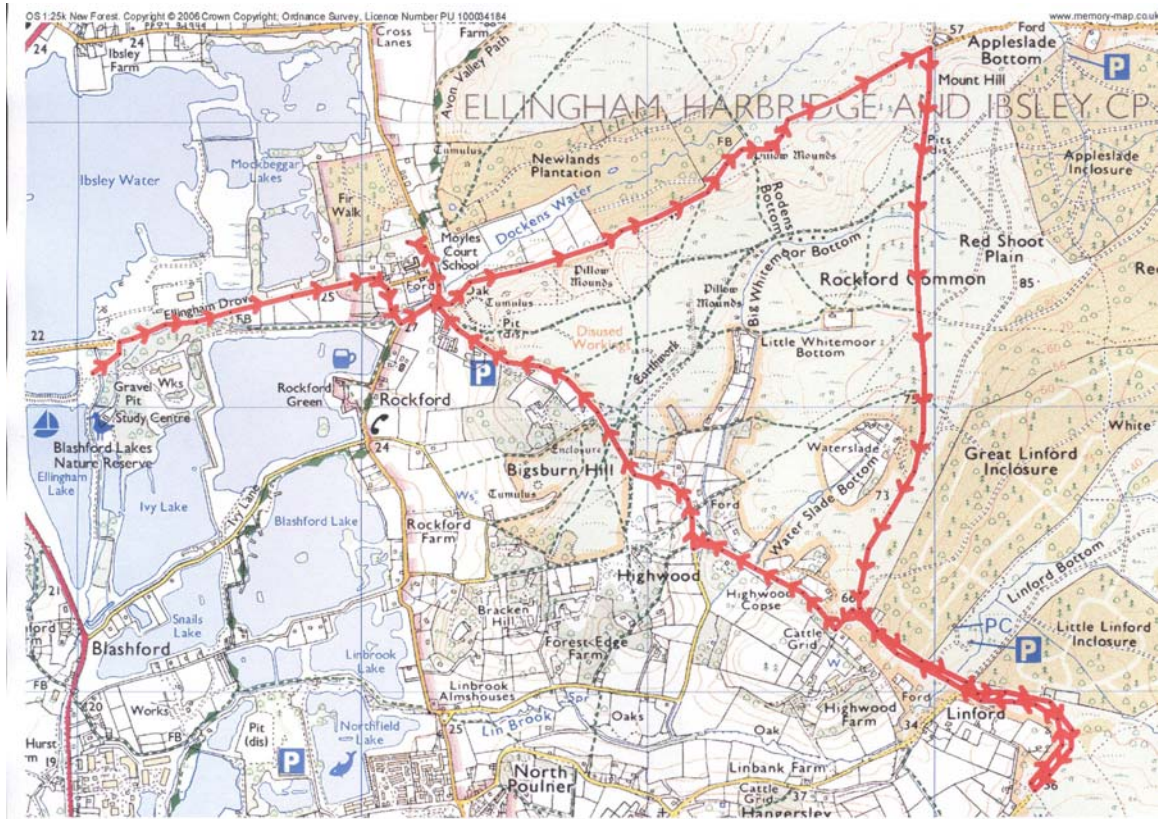 OS 1:25k New Forest. Copyright © 2006 Crown Copyright; Ordnance Survey, Licence Number PU 100034184
www.memory-map.co.uk
24
Ibsley
Farm
24
Cross
Lanes
Farm
Avon Valley Path
57
Ford
Appleslade
Bottom
P
Mount Hill
ELLINGHAM, HARBRIDGE AND IBSLEY CP
Ibsley Water
Mockbeggar
Lakes
Tumulus
Newlands
Plantation
FB
Pillow Mounds
Pits
dis
Appleslade
Inclosure
Fir
Walk
Dockens Water
Rodens
Bottom
Moyles
Court
School
Big Whitemoor Bottom
Red Shoot
Plain
Rockford Common
85
Ellingham Drove
25
Ford
Oak
Pillow
Mounds
Pillow
Mounds
Tumulus
FB
27
Pit
(dis)
Disused
Workings
22
Little Whitemoor
Bottom
Earthwork
P
Gravel
Pit
Wks
Rockford
Green
Rockford
Study Centre
Blashford Lakes
Nature Reserve
Ellingham
Lake
Ivy Lake
Ivy Lane
24
Enclosure
Bigsburn Hill
Tumulus
Ws
Waterslade
Great Linford
Inclosure
White
Blashford Lake
Rockford
Farm
Ford
Water Slade Bottom
73
Highwood
Linford Bottom
21
Snails
Lake
Blashford
Bracken
Hill
Highwood
Copse
66
PC
P
Little Linford
Inclosure
Forest Edge
Farm
Cattle
Grid
W
Linbrook
Lake
Linbrook
Almshouses
Ford
Linford
FB
20
Works
FB
Spr
Lin Brook
Oaks
Highwood
Farm
34
Hurst
19
Pit
(dis)
P
Northfield
Lake
25
Oak
Linbank Farm
North
Poulner
Cattle
Grid
37
Hangersley
36